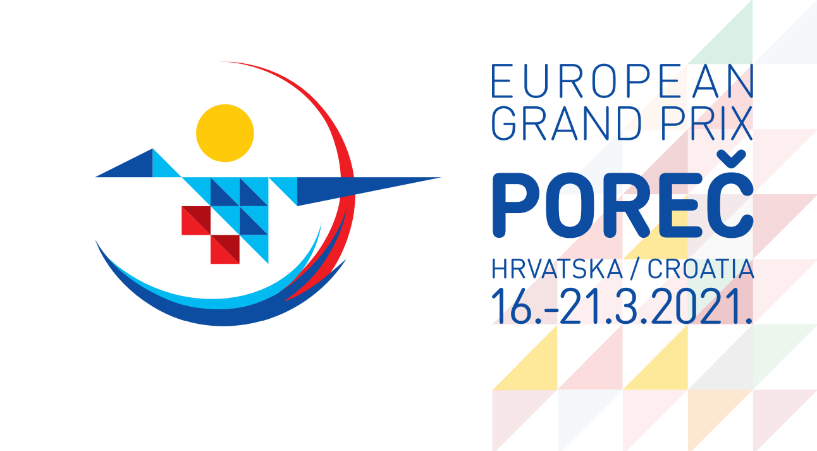 EUROPEAN
GRAND PRIX
POREČ
HRVATSKA / CROATIA
16.-21.3.2021.